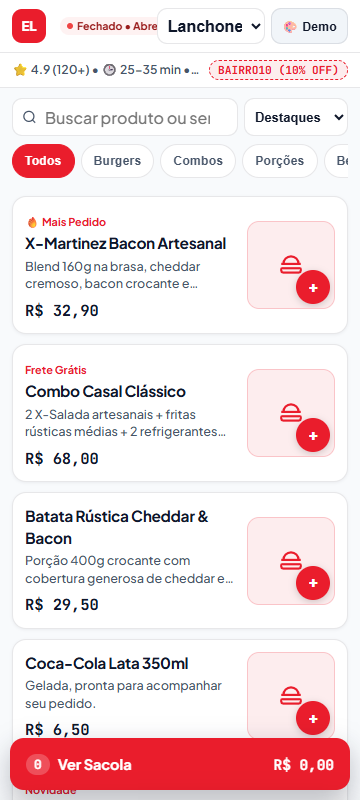 EL
Fechado • Abre
Lanchone
Demo
4.9 (120+) • 25–35 min •...
BAIRRO10 (10% OFF)
Buscar produto ou se
Destaques
Todos
Burgers
Combos
Porções
Be
Mais Pedido
X-Martinez Bacon Artesanal
Blend 160g na brasa, cheddar
cremoso, bacon crocante e...
R$ 32,90
+
Frete Grátis
Combo Casal Clássico
2 X-Salada artesanais + fritas
rústicas médias + 2 refrigerantes...
R$ 68,00
+
Batata Rústica Cheddar &
Bacon
Porção 400g crocante com
cobertura generosa de cheddar e...
R$ 29,50
+
Coca-Cola Lata 350ml
Gelada, pronta para acompanhar
seu pedido.
R$ 6,50
+
0 Ver Sacola R$ 0,00
Novidade